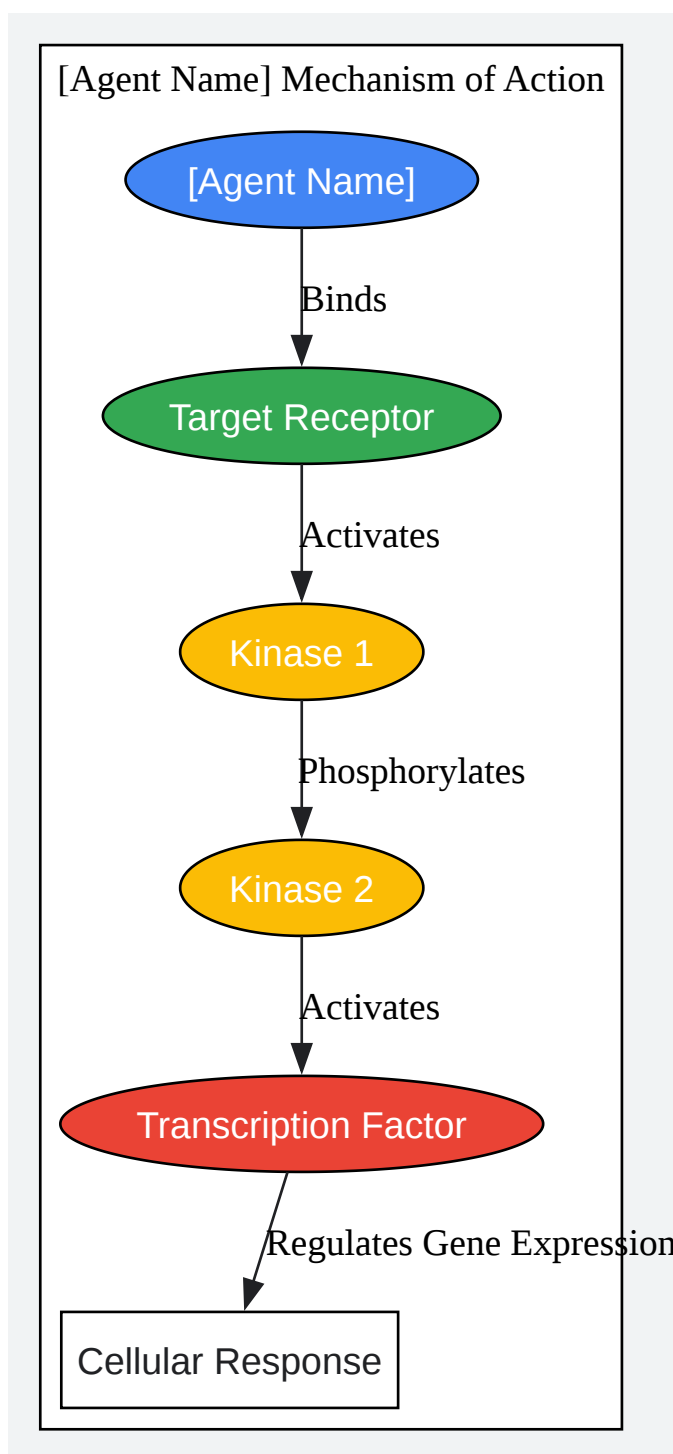 [Agent Name] Mechanism of Action
[Agent Name]
Binds
Target Receptor
Activates
Kinase 1
Phosphorylates
Kinase 2
Activates
Transcription Factor
Regulates Gene Expression
Cellular Response